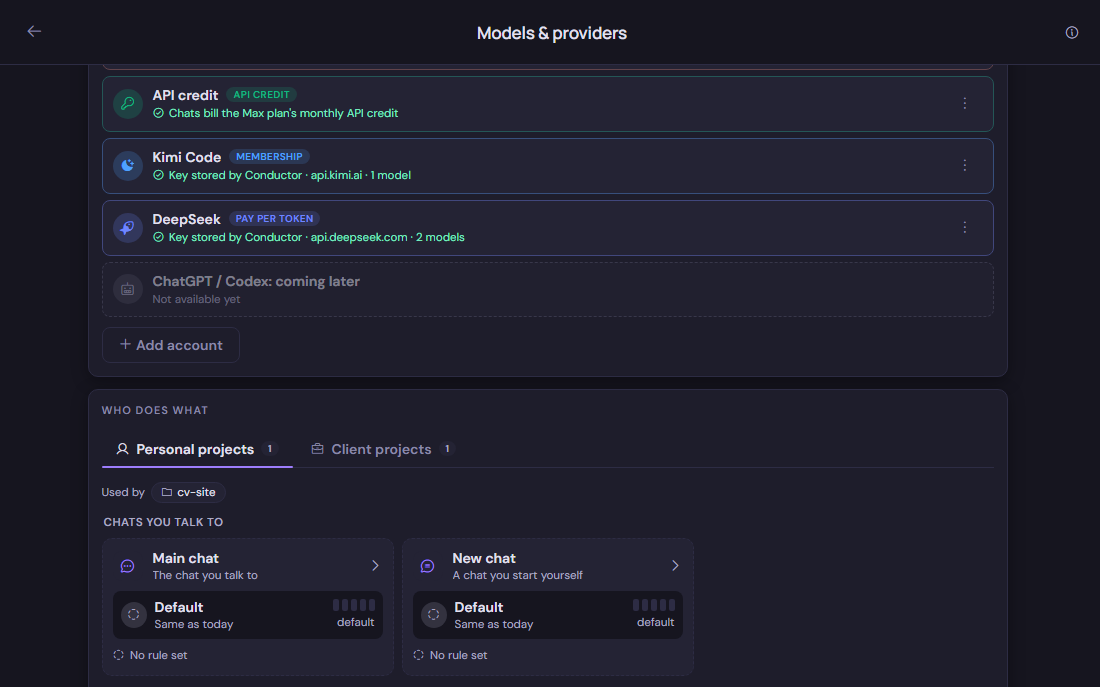 Models & providers
API credit API CREDIT
Chats bill the Max plan's monthly API credit
Kimi Code MEMBERSHIP
Key stored by Conductor · api.kimi.ai · 1 model
DeepSeek PAY PER TOKEN
Key stored by Conductor · api.deepseek.com · 2 models
ChatGPT / Codex: coming later
Not available yet
+ Add account
WHO DOES WHAT
Personal projects 1 Client projects 1
Used by cv-site
CHATS YOU TALK TO
Main chat
The chat you talk to
Default
Same as today
default
No rule set
New chat
A chat you start yourself
Default
Same as today
default
No rule set